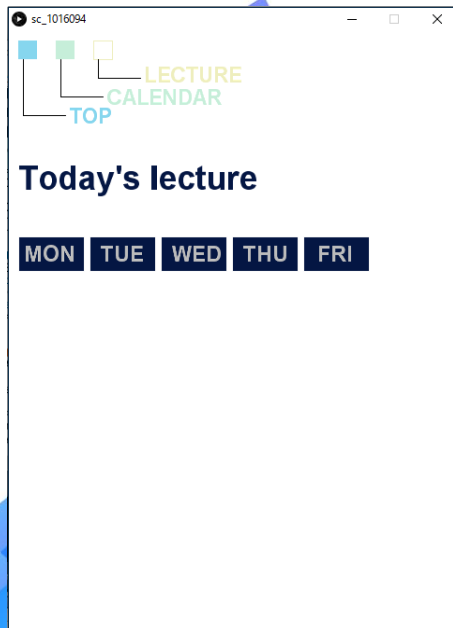 sc_1016094
LECTURE
CALENDAR
TOP
Today's lecture
MON TUE WED THU FRI